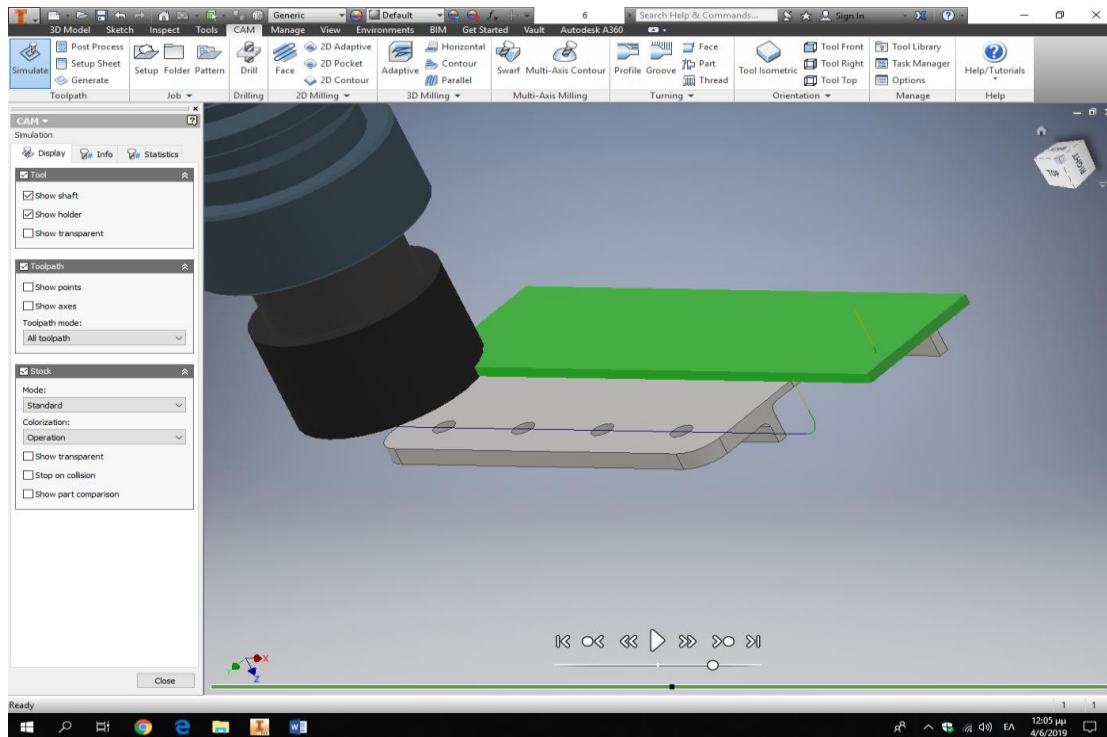 Generic Default 6 Search Help & Commands... Sign In
3D Model Sketch Inspect Tools CAM Manage View Environments BIM Get Started Vault Autodesk A360
Post Process Horizontal Face Tool Front Tool Library
Simulate Setup Sheet Setup Folder Pattern Drill Face 2D Adaptive 2D Pocket Adaptive Contour Swarf Multi-Axis Contour Profile Groove Part Tool Isometric Tool Right Task Manager Help/Tutorials
Generate 2D Contour Parallel Thread Tool Top Options
Toolpath Job Drilling 2D Milling 3D Milling Multi-Axis Milling Turning Orientation Manage Help
CAM
Simulation
Display Info Statistics
Tool
Show shaft
Show holder
Show transparent
Toolpath
Show points
Show axes
Toolpath mode:
All toolpath
Stock
Mode:
Standard
Colorization:
Operation
Show transparent
Stop on collision
Show part comparison
Close
TOP RIGHT
X Y Z
Ready 1 1
ΕΛ 12:05 μμ
4/6/2019